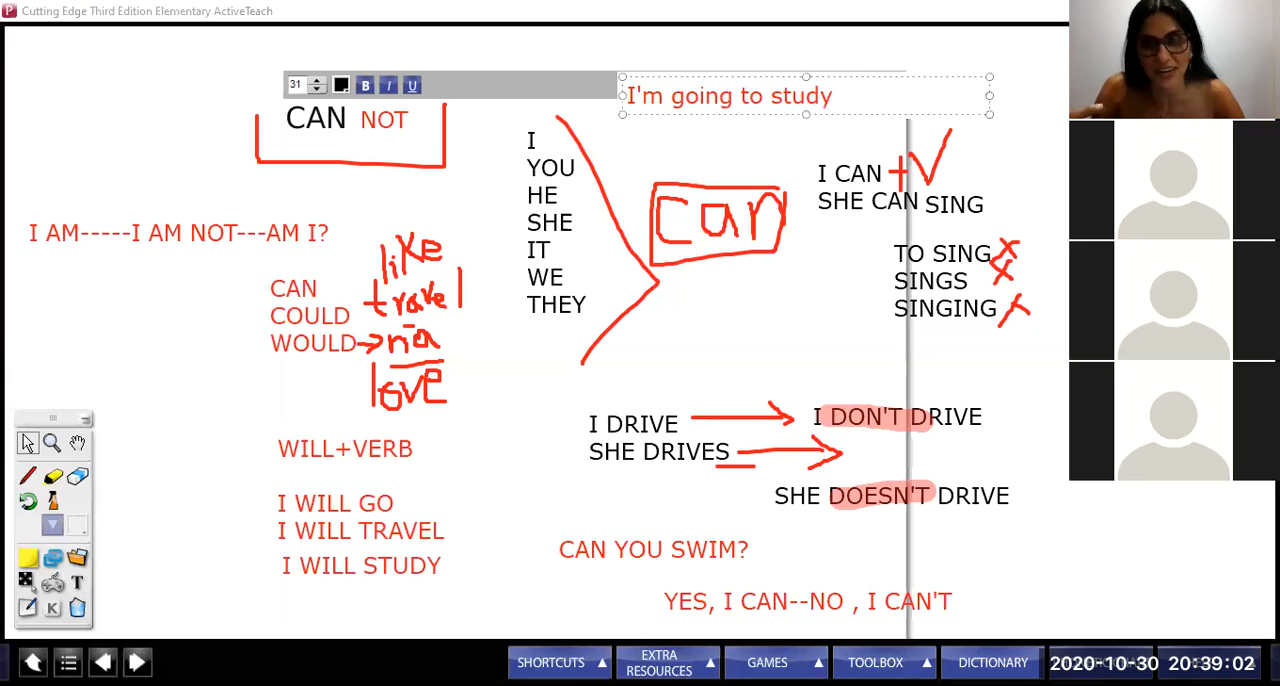 Cutting Edge Third Edition Elementary ActiveTeach
31 B I U
I'm going to study
CAN NOT
I
YOU
HE
SHE
IT
WE
THEY
can
I CAN + V
SHE CAN SING
TO SING X
SINGS X
SINGING X
I AM-----I AM NOT---AM I?
CAN
COULD
WOULD
like
travel
love
WILL+VERB
I WILL GO
I WILL TRAVEL
I WILL STUDY
I DRIVE
SHE DRIVES
I DON'T DRIVE
SHE DOESN'T DRIVE
CAN YOU SWIM?
YES, I CAN--NO , I CAN'T
T
K
SHORTCUTS
EXTRA
RESOURCES
GAMES
TOOLBOX
DICTIONARY
2020-10-30 20:39:02